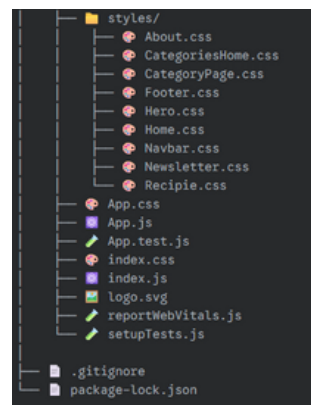 styles/
About.css
CategoriesHome.css
CategoryPage.css
Footer.css
Hero.css
Home.css
Navbar.css
Newsletter.css
Recipie.css
App.css
App.js
App.test.js
index.css
index.js
logo.svg
reportWebVitals.js
setupTests.js
.gitignore
package-lock.json